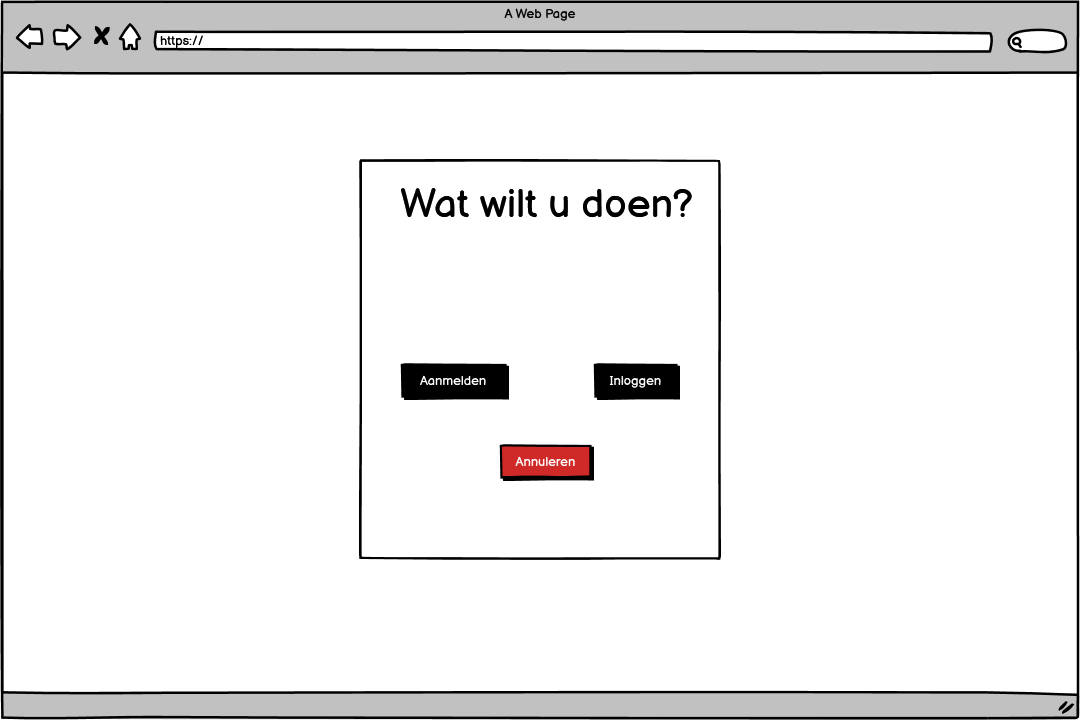 A Web Page
https://
Wat wilt u doen?
Aanmelden
Inloggen
Annuleren